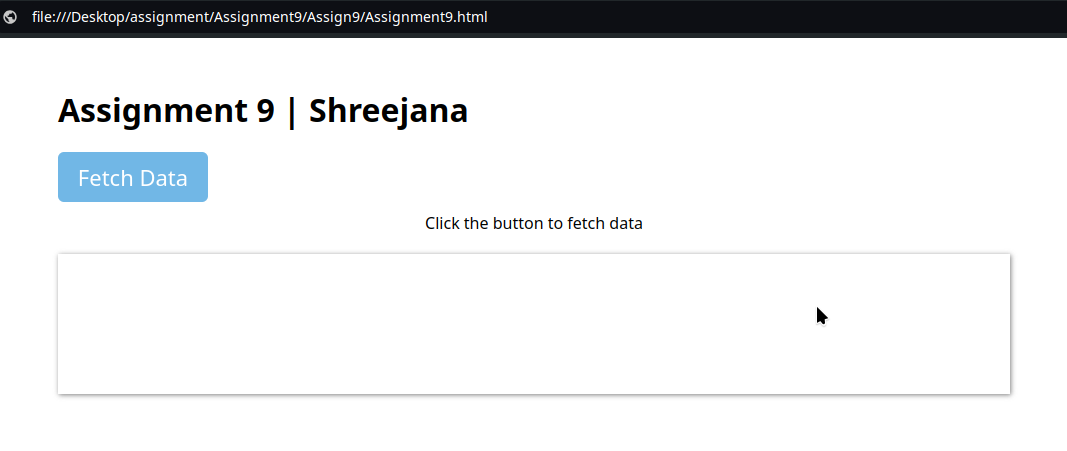 file:///Desktop/assignment/Assignment9/Assign9/Assignment9.html
Assignment 9 | Shreejana
Fetch Data
Click the button to fetch data